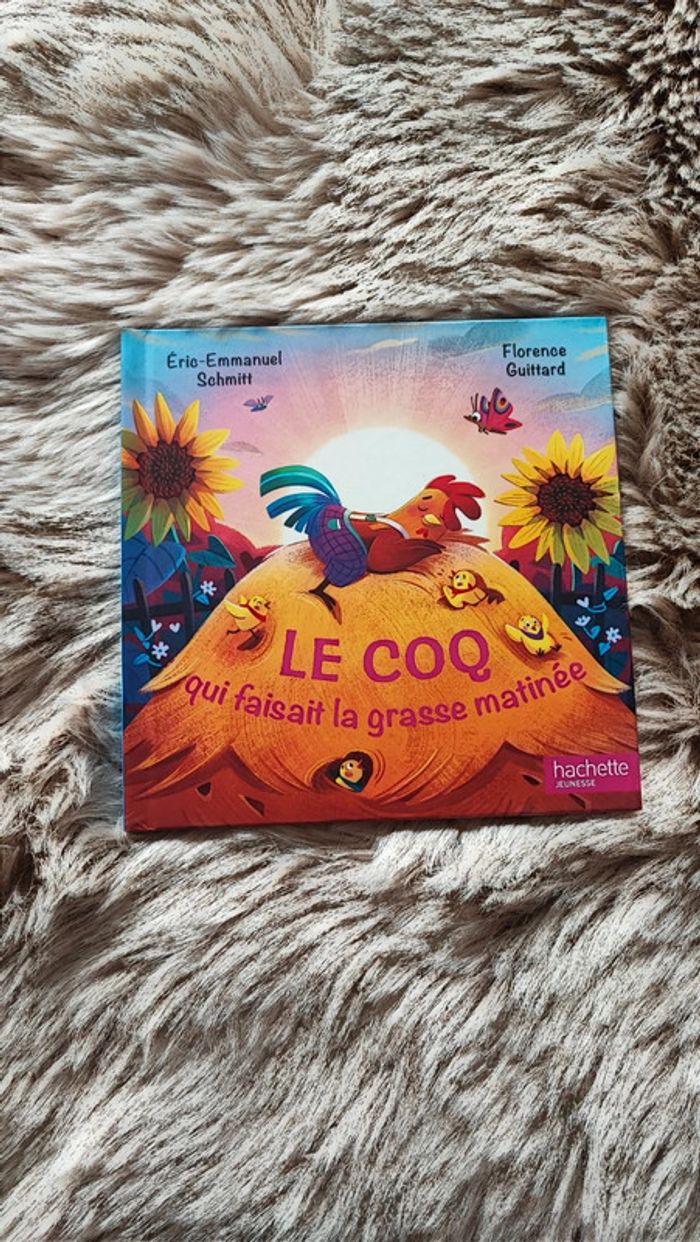 Éric-Emmanuel
Schmitt
Florence
Guittard
LE COQ
qui faisait la grasse matinée
hachette
JEUNESSE